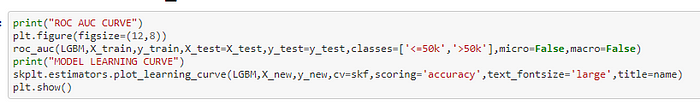 print("ROC AUC CURVE")
plt.figure(figsize=(12,8))
roc_auc(LGBM,X_train,y_train,X_test=X_test,y_test=y_test,classes=['<=50k','>50k'],micro=False,macro=False)
print("MODEL LEARNING CURVE")
skplt.estimators.plot_learning_curve(LGBM,X_new,y_new,cv=skf,scoring='accuracy',text_fontsize='large',title=name)
plt.show()